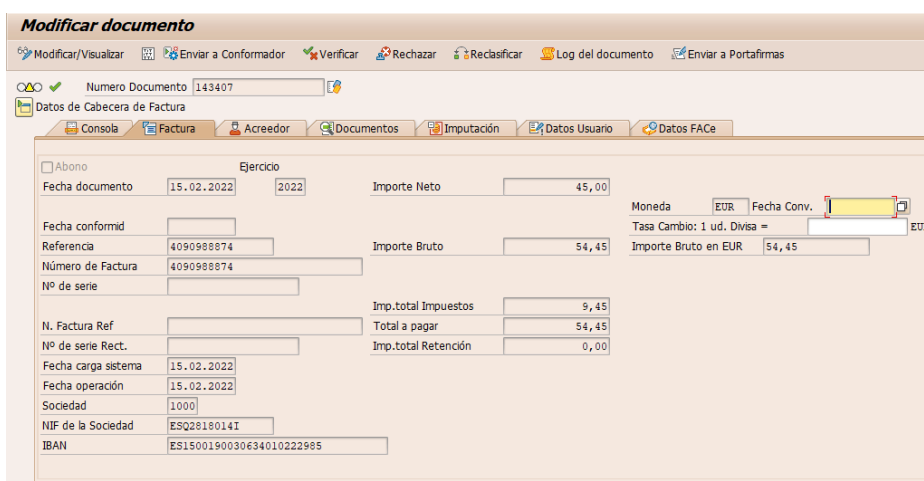 Modificar documento
Modificar/Visualizar Enviar a Conformador Verificar Rechazar Reclasificar Log del documento Enviar a Portafirmas
Numero Documento 143407
Datos de Cabecera de Factura
Consola Factura Acreedor Documentos Imputación Datos Usuario Datos FACe
Abono Ejercicio
Fecha documento 15.02.2022 2022 Importe Neto 45,00
Moneda EUR Fecha Conv.
Fecha conformid Tasa Cambio: 1 ud. Divisa = EU
Referencia 4090988874 Importe Bruto 54,45 Importe Bruto en EUR 54,45
Número de Factura 4090988874
Nº de serie
Imp.total Impuestos 9,45
N. Factura Ref Total a pagar 54,45
Nº de serie Rect. Imp.total Retención 0,00
Fecha carga sistema 15.02.2022
Fecha operación 15.02.2022
Sociedad 1000
NIF de la Sociedad ESQ2818014I
IBAN ES1500190030634010222985